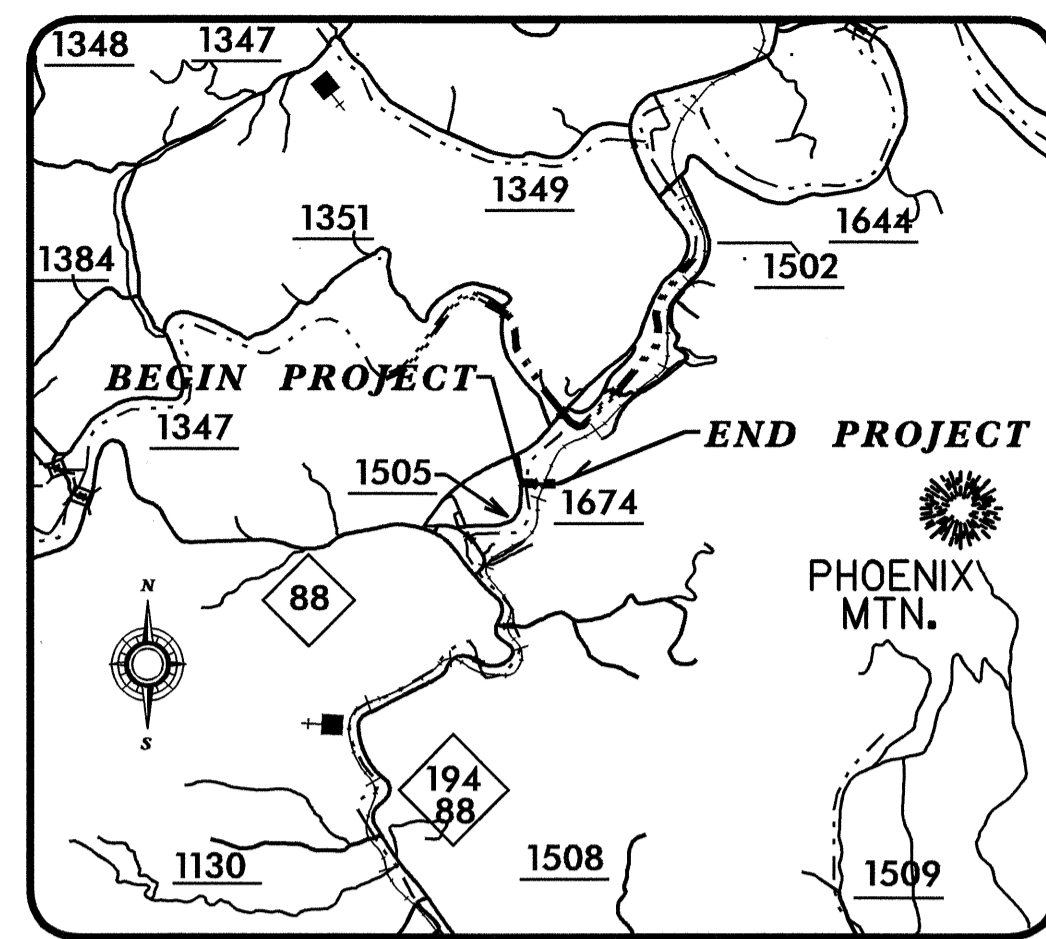 1348
1347
1349
1351
1644
1384
1502
BEGIN PROJECT
1347
END PROJECT
1505
1674
PHOENIX
MTN.
88
N
S
194
88
1130
1508
1509